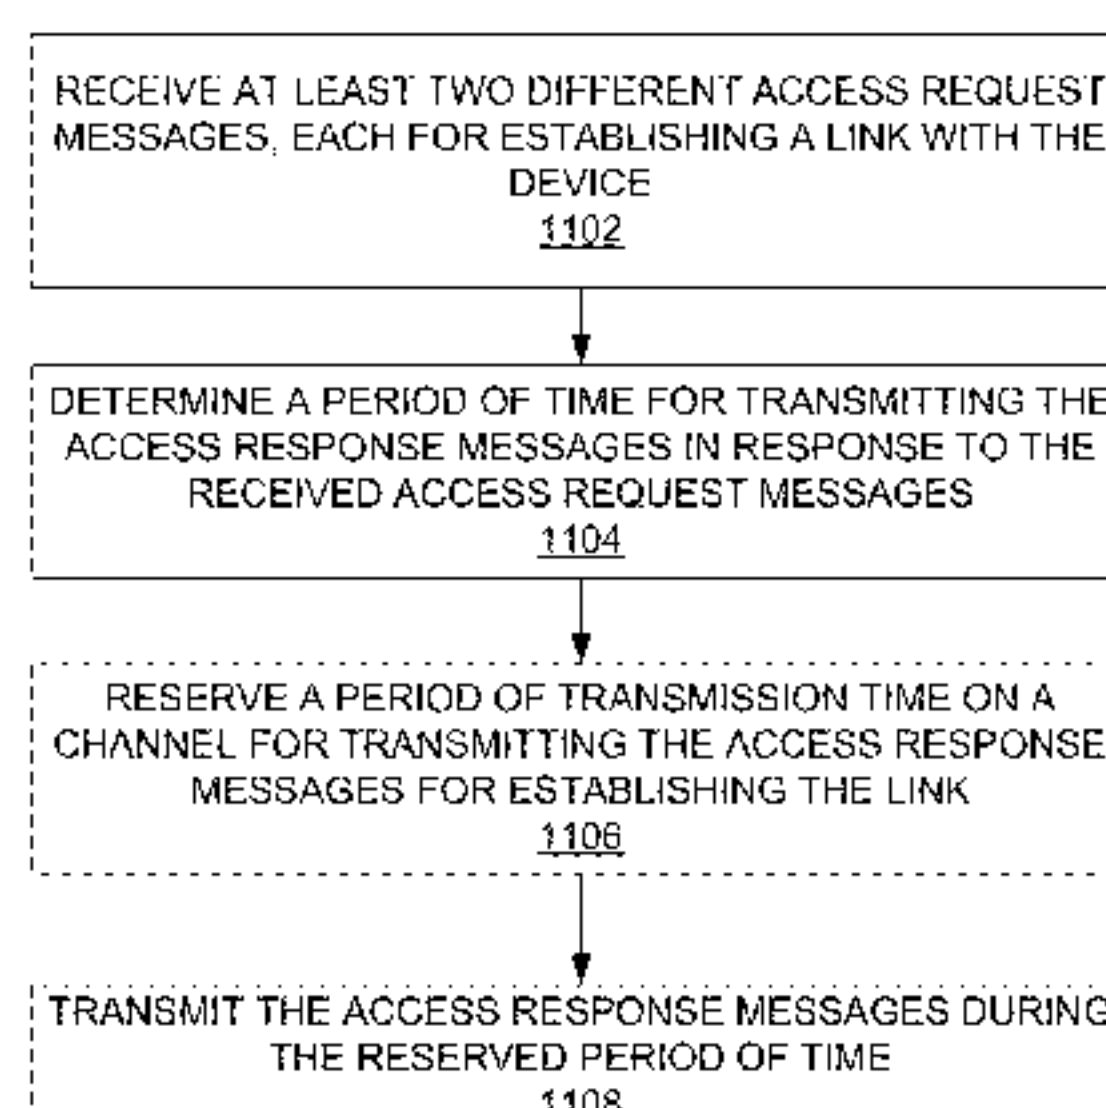 RECEIVE AT LEAST TWO DIFFERENT ACCESS REQUEST
MESSAGES, EACH FOR ESTABLISHING A LINK WITH THE
DEVICE
1102
DETERMINE A PERIOD OF TIME FOR TRANSMITTING THE
ACCESS RESPONSE MESSAGES IN RESPONSE TO THE
RECEIVED ACCESS REQUEST MESSAGES
1104
RESERVE A PERIOD OF TRANSMISSION TIME ON A
CHANNEL FOR TRANSMITTING THE ACCESS RESPONSE
MESSAGES FOR ESTABLISHING THE LINK
1106
TRANSMIT THE ACCESS RESPONSE MESSAGES DURING
THE RESERVED PERIOD OF TIME
1108